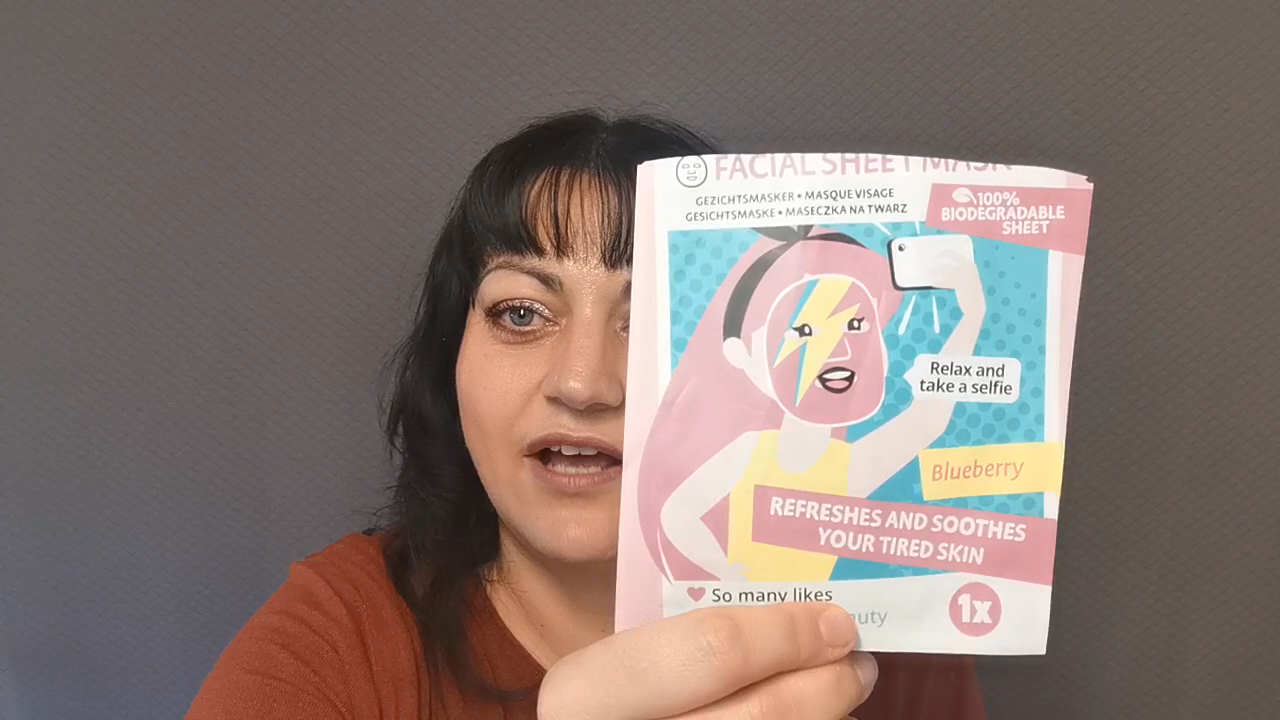 FACIAL SHEET MASK
GEZICHTSMASKER • MASQUE VISAGE
GESICHTSMASKE • MASECZKA NA TWARZ
100%
BIODEGRADABLE
SHEET
Relax and
take a selfie
Blueberry
REFRESHES AND SOOTHES
YOUR TIRED SKIN
So many likes
1x